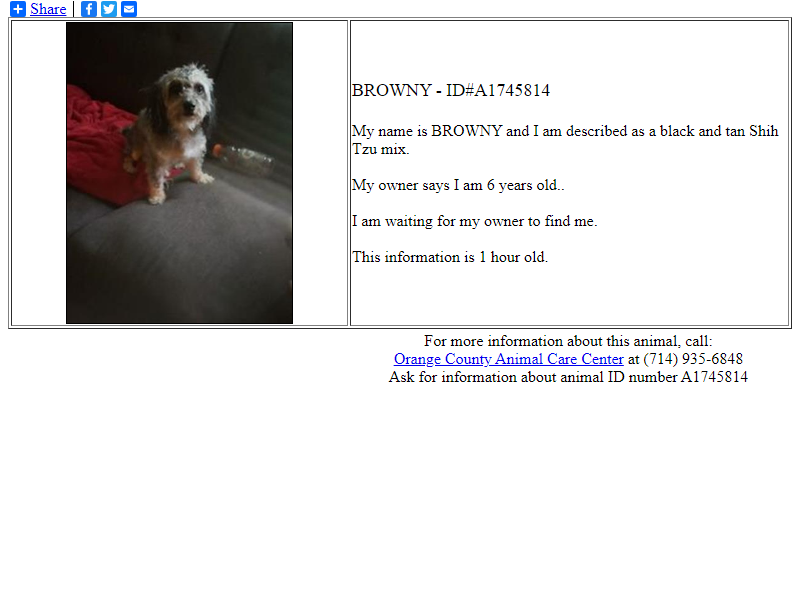 Share
BROWNY - ID#A1745814
My name is BROWNY and I am described as a black and tan Shih
Tzu mix.
My owner says I am 6 years old..
I am waiting for my owner to find me.
This information is 1 hour old.
For more information about this animal, call:
Orange County Animal Care Center at (714) 935-6848
Ask for information about animal ID number A1745814